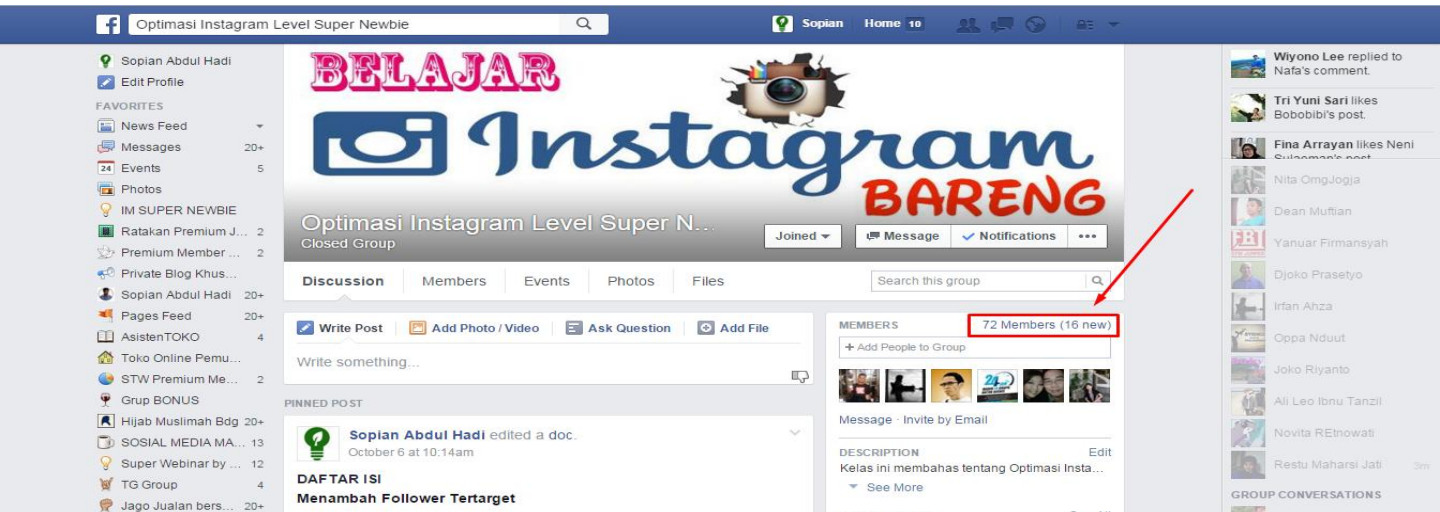 Optimasi Instagram Level Super Newbie
Sopian Home 10
Sopian Abdul Hadi
Edit Profile
FAVORITES
News Feed
Messages 20+
24 Events 5
Photos
IM SUPER NEWBIE
Ratakan Premium J... 2
Premium Member ... 2
Private Blog Khus...
Sopian Abdul Hadi 20+
Pages Feed 20+
AsistenTOKO 4
Toko Online Pemu...
STW Premium Me... 2
Grup BONUS
Hijab Muslimah Bdg 20+
SOSIAL MEDIA MA... 13
Super Webinar by ... 12
TG Group 4
Jago Jualan bers... 20+
BELAJAR
Instagram
BARENG
Optimasi Instagram Level Super N...
Closed Group
Joined Message Notifications
Discussion Members Events Photos Files Search this group
Write Post Add Photo / Video Ask Question Add File
Write something...
PINNED POST
Sopian Abdul Hadi edited a doc.
October 6 at 10:14am
DAFTAR ISI
Menambah Follower Tertarget
MEMBERS 72 Members (16 new)
+ Add People to Group
Message · Invite by Email
DESCRIPTION Edit
Kelas ini membahas tentang Optimasi Insta...
See More
Wiyono Lee replied to
Nafa's comment.
Tri Yuni Sari likes
Bobobibi's post.
Fina Arrayan likes Neni
Sulaeman's post
Nita OmgJogja
Dean Muftian
Yanuar Firmansyah
Djoko Prasetyo
Irfan Ahza
Oppa Nduut
Joko Riyanto
Ali Leo Ibnu Tanzil
Novita REtnowati
Restu Maharsi Jati 3m
GROUP CONVERSATIONS